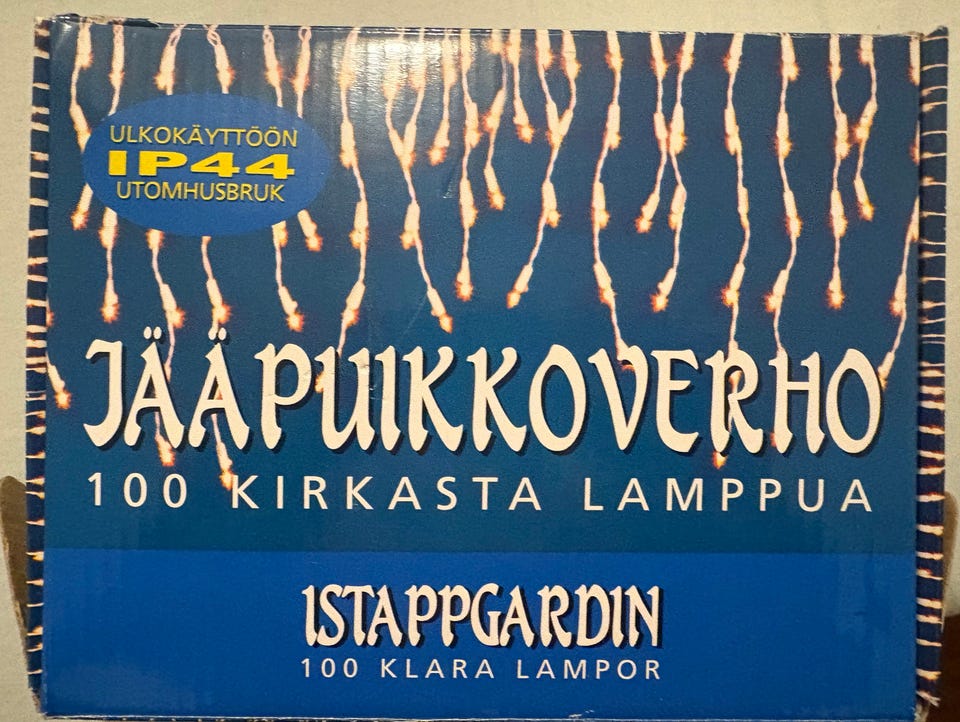 ULKOKÄYTTÖÖN
IP44
UTOMHUSBRUK
JÄÄPUIKKOVERHO
100 KIRKASTA LAMPPUA
ISTAPPGARDIN
100 KLARA LAMPOR